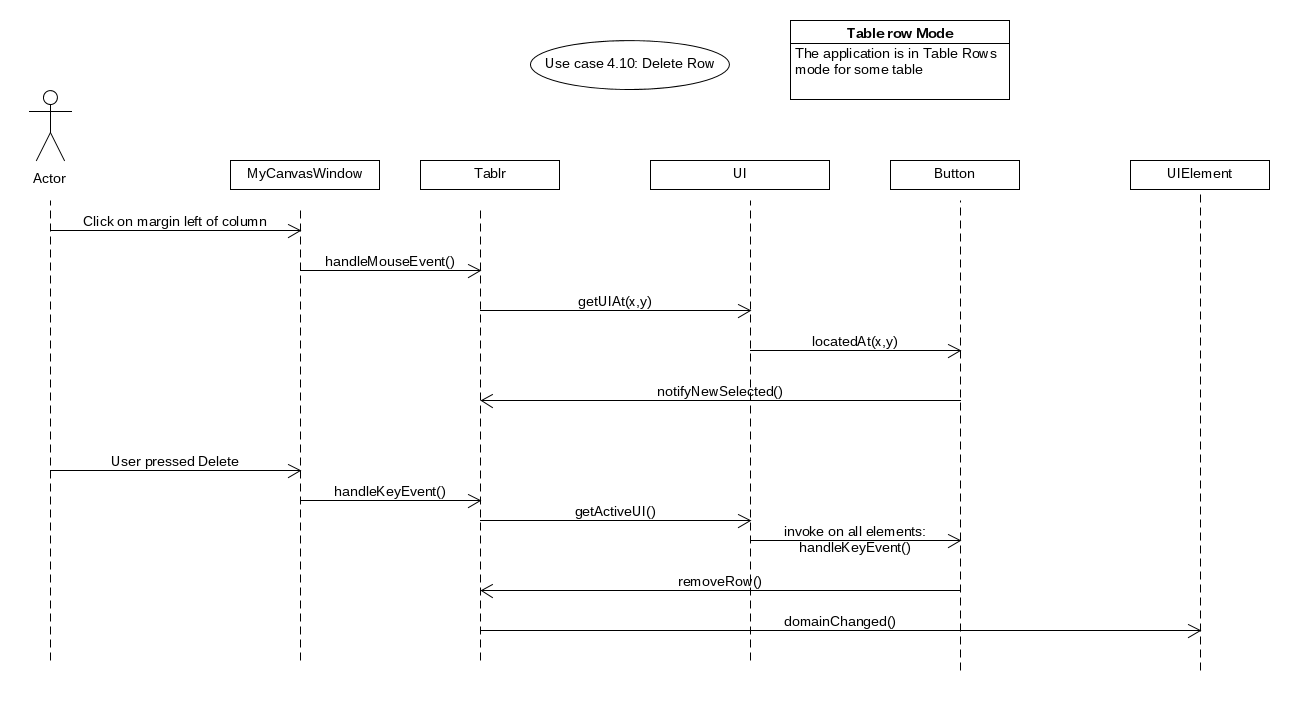 Table row Mode
Use case 4.10: Delete Row
The application is in Table Rows
mode for some table
Actor
MyCanvasWindow
Tablr
UI
Button
UIElement
Click on margin left of column
handleMouseEvent()
getUIAt(x,y)
locatedAt(x,y)
notifyNewSelected()
User pressed Delete
handleKeyEvent()
getActiveUI()
invoke on all elements:
handleKeyEvent()
removeRow()
domainChanged()